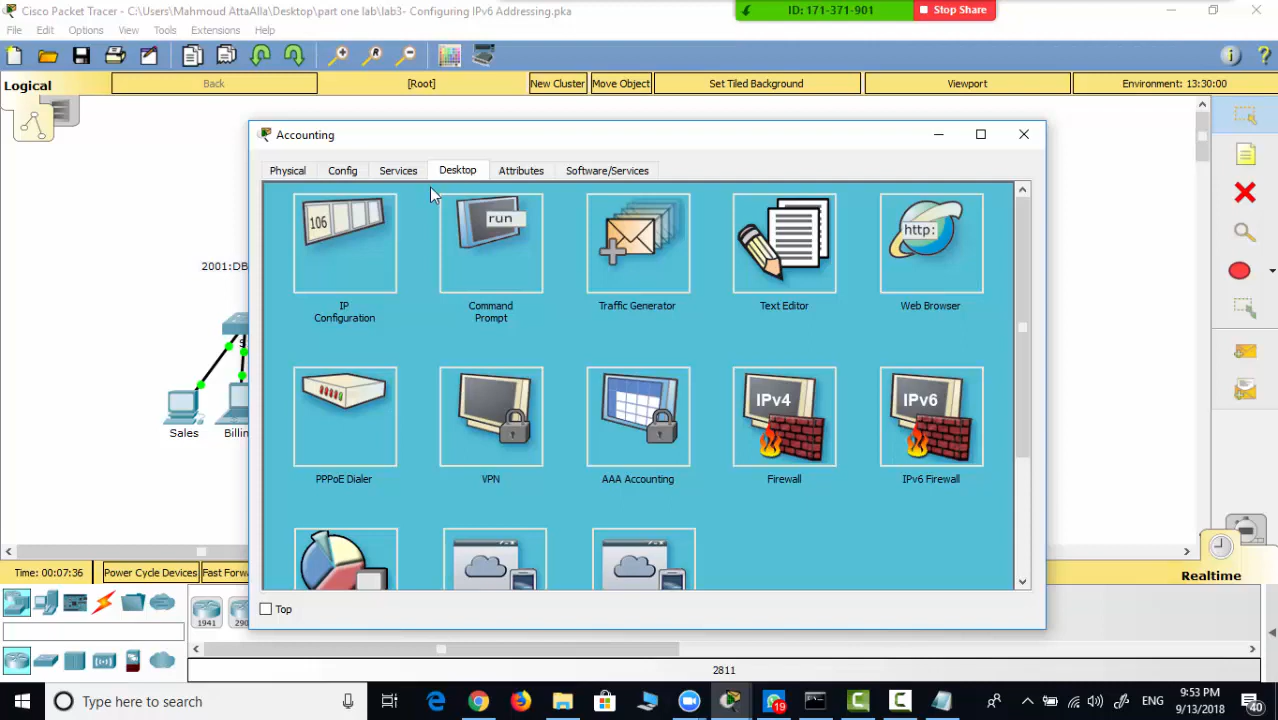 Cisco Packet Tracer - C:\Users\Mahmoud AttaAlla\Desktop\part one lab\lab3- Configuring IPv6 Addressing.pka
ID: 171-371-901
Stop Share
File Edit Options View Tools Extensions Help
Logical
Back
[Root]
New Cluster
Move Object
Set Tiled Background
Viewport
Environment: 13:30:00
Accounting
Physical
Config
Services
Desktop
Attributes
Software/Services
106
run
http:
IP
Configuration
Command
Prompt
Traffic Generator
Text Editor
Web Browser
2001:DB
IPv4
IPv6
Sales
Billin
PPPoE Dialer
VPN
AAA Accounting
Firewall
IPv6 Firewall
Time: 00:07:36
Power Cycle Devices
Fast Forw
Realtime
Top
1941
290
2811
Type here to search
19
ENG
9:53 PM
9/13/2018
40